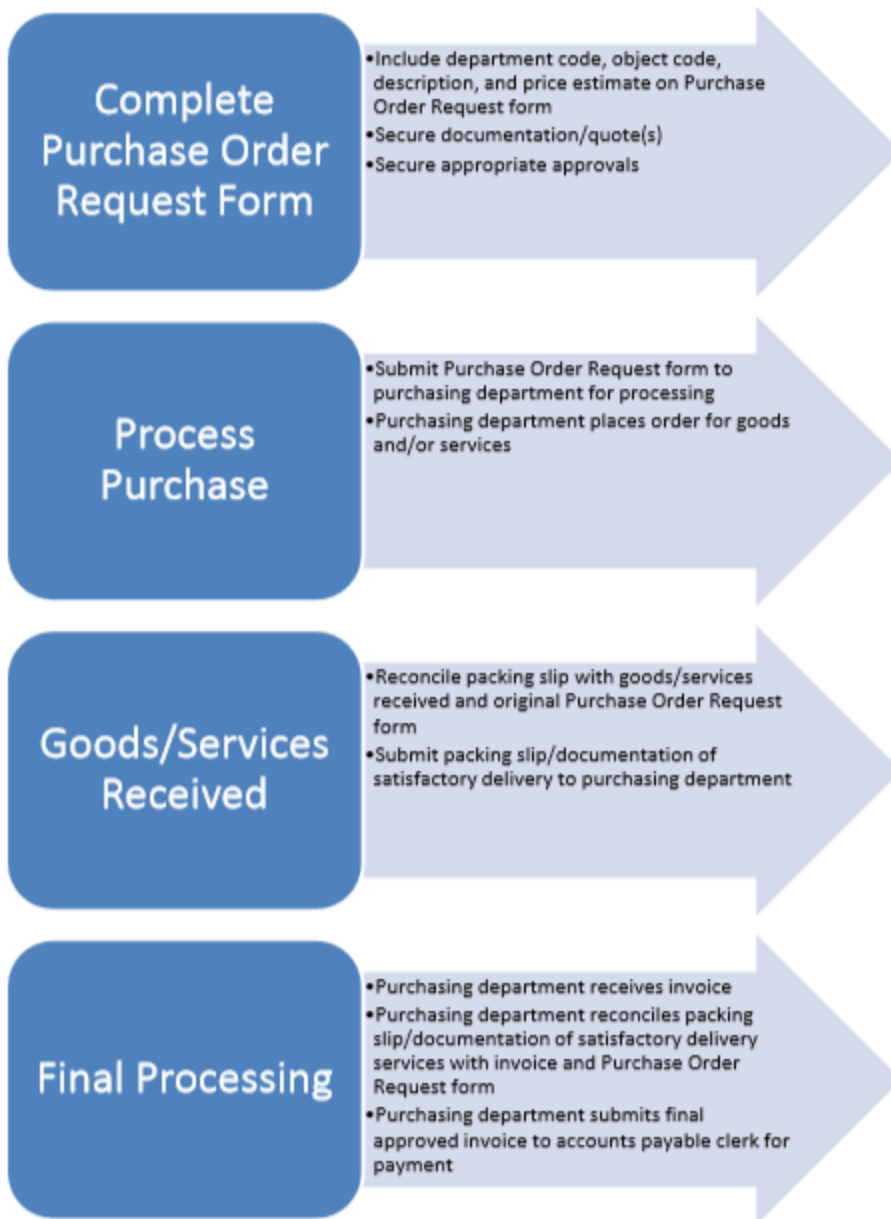 Complete
Purchase Order
Request Form
•Include department code, object code,
description, and price estimate on Purchase
Order Request form
•Secure documentation/quote(s)
•Secure appropriate approvals
Process
Purchase
•Submit Purchase Order Request form to
purchasing department for processing
•Purchasing department places order for goods
and/or services
Goods/Services
Received
•Reconcile packing slip with goods/services
received and original Purchase Order Request
form
•Submit packing slip/documentation of
satisfactory delivery to purchasing department
Final Processing
•Purchasing department receives invoice
•Purchasing department reconciles packing
slip/documentation of satisfactory delivery
services with invoice and Purchase Order
Request form
•Purchasing department submits final
approved invoice to accounts payable clerk for
payment